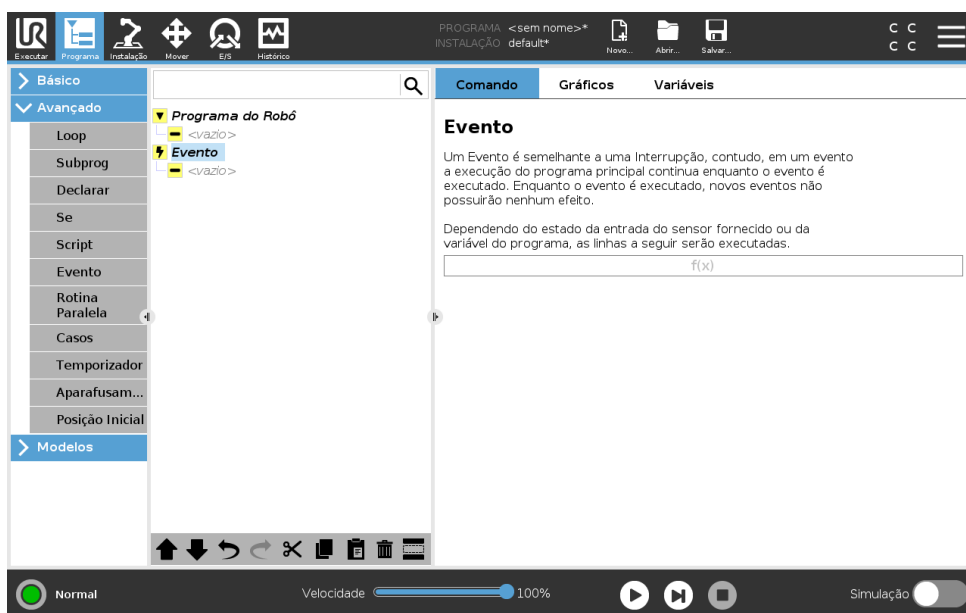 PROGRAMA <sem nome>*
INSTALAÇÃO default*
C C
C C
Executar Programa Instalação Mover E/S Histórico Novo... Abrir... Salvar...
Básico
Avançado
Loop
Subprog
Declarar
Se
Script
Evento
Rotina
Paralela
Casos
Temporizador
Aparafusam...
Posição Inicial
Modelos
Programa do Robô
<vazio>
Evento
<vazio>
Comando Gráficos Variáveis
Evento
Um Evento é semelhante a uma Interrupção, contudo, em um evento
a execução do programa principal continua enquanto o evento é
executado. Enquanto o evento é executado, novos eventos não
possuirão nenhum efeito.
Dependendo do estado da entrada do sensor fornecido ou da
variável do programa, as linhas a seguir serão executadas.
f(x)
Normal
Velocidade 100%
Simulação